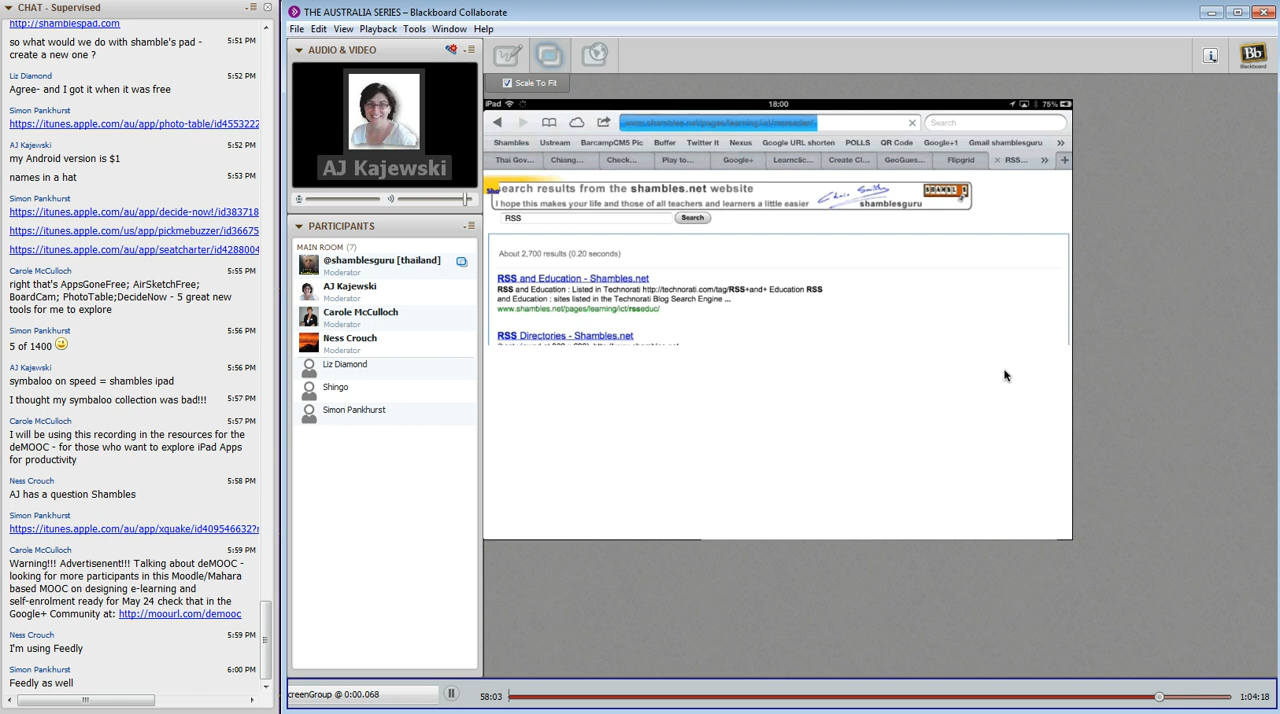 CHAT - Supervised
http://shamblespad.com
so what would we do with shamble's pad -
create a new one ?
5:51 PM
Liz Diamond 5:52 PM
Agree- and I got it when it was free
Simon Pankhurst
https://itunes.apple.com/au/app/photo-table/id4553222
AJ Kajewski 5:52 PM
my Android version is $1
names in a hat 5:53 PM
Simon Pankhurst
https://itunes.apple.com/au/app/decide-now!/id383718
https://itunes.apple.com/us/app/pickmebuzzer/id36675
https://itunes.apple.com/au/app/seatcharter/id4288004
Carole McCulloch 5:55 PM
right that's AppsGoneFree; AirSketchFree;
BoardCam; PhotoTable;DecideNow - 5 great new
tools for me to explore
Simon Pankhurst 5:56 PM
5 of 1400
AJ Kajewski 5:56 PM
symbaloo on speed = shambles ipad
I thought my symbaloo collection was bad!!! 5:57 PM
Carole McCulloch 5:57 PM
I will be using this recording in the resources for the
deMOOC - for those who want to explore iPad Apps
for productivity
Ness Crouch 5:58 PM
AJ has a question Shambles
Simon Pankhurst
https://itunes.apple.com/au/app/xquake/id409546632?r
Carole McCulloch 5:59 PM
Warning!!! Advertisenent!!! Talking about deMOOC -
looking for more participants in this Moodle/Mahara
based MOOC on designing e-learning and
self-enrolment ready for May 24 check that in the
Google+ Community at: http://moourl.com/demooc
Ness Crouch 5:59 PM
I'm using Feedly
Simon Pankhurst 6:00 PM
Feedly as well
THE AUSTRALIA SERIES – Blackboard Collaborate
File Edit View Playback Tools Window Help
AUDIO & VIDEO
AJ Kajewski
PARTICIPANTS
MAIN ROOM (7)
@shamblesguru [thailand]
Moderator
AJ Kajewski
Moderator
Carole McCulloch
Moderator
Ness Crouch
Moderator
Liz Diamond
Shingo
Simon Pankhurst
Bb
Blackboard
Scale To Fit
iPad 18:00 75%
Search
Shambles Ustream BarcampCM5 Pic Buffer Twitter It Nexus Google URL shorten POLLS QR Code Google+1 Gmail shamblesguru
Thai Gov... Chiang... Check... Play to... Google+ Learnclic... Create Cl... GeoGues... Flipgrid RSS...
earch results from the shambles.net website
I hope this makes your life and those of all teachers and learners a little easier
Chris Smith
shamblesguru
RSS Search
About 2,700 results (0.20 seconds)
RSS and Education - Shambles.net
RSS and Education : Listed in Technorati http://technorati.com/tag/RSS+and+ Education RSS
and Education : sites listed in the Technorati Blog Search Engine ...
www.shambles.net/pages/learning/ict/rsseduc/
RSS Directories - Shambles.net
creenGroup @ 0:00.068
58:03
1:04:18